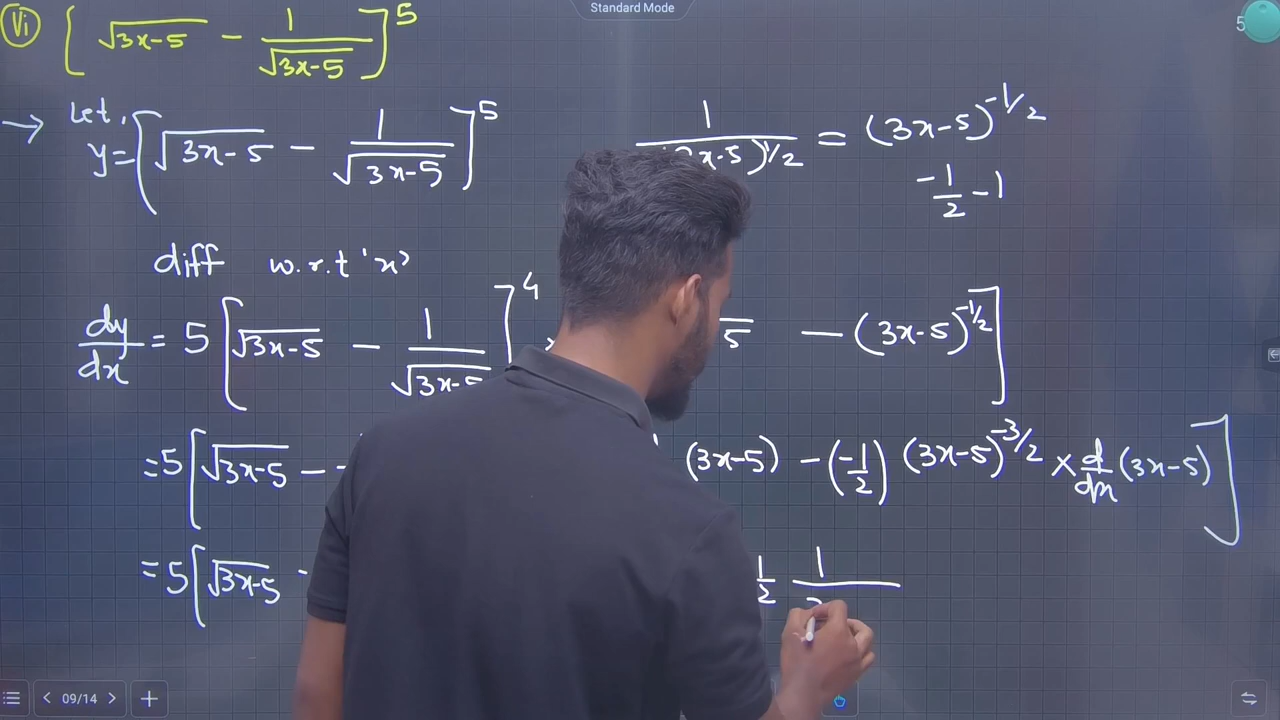 Standard Mode
5
(vi) [√3x-5 - 1/√3x-5]^5
→ Let,
y = [√3x-5 - 1/√3x-5]^5
1/(3x-5)^1/2 = (3x-5)^-1/2
-1/2 - 1
diff w.r.t 'x'
dy/dx = 5 [√3x-5 - 1/√3x-5]^4 × 5 - (3x-5)^-1/2]
= 5 [√3x-5 - (3x-5) - (-1/2) (3x-5)^-3/2 × d/dx (3x-5)]
= 5 [√3x-5 - 1/2 1/
09/14